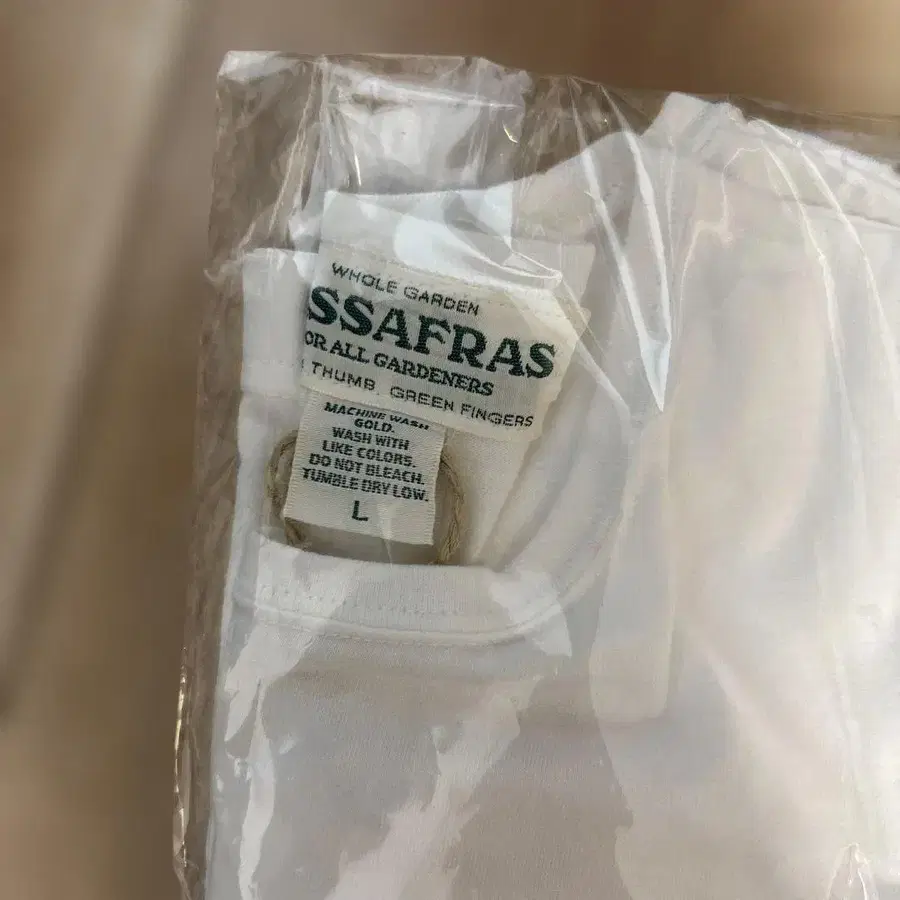 WHOLE GARDEN
SSAFRAS
OR ALL GARDENERS
THUMB, GREEN FINGERS
MACHINE WASH
GOLD.
WASH WITH
LIKE COLORS.
DO NOT BLEACH.
TUMBLE DRY LOW.
L